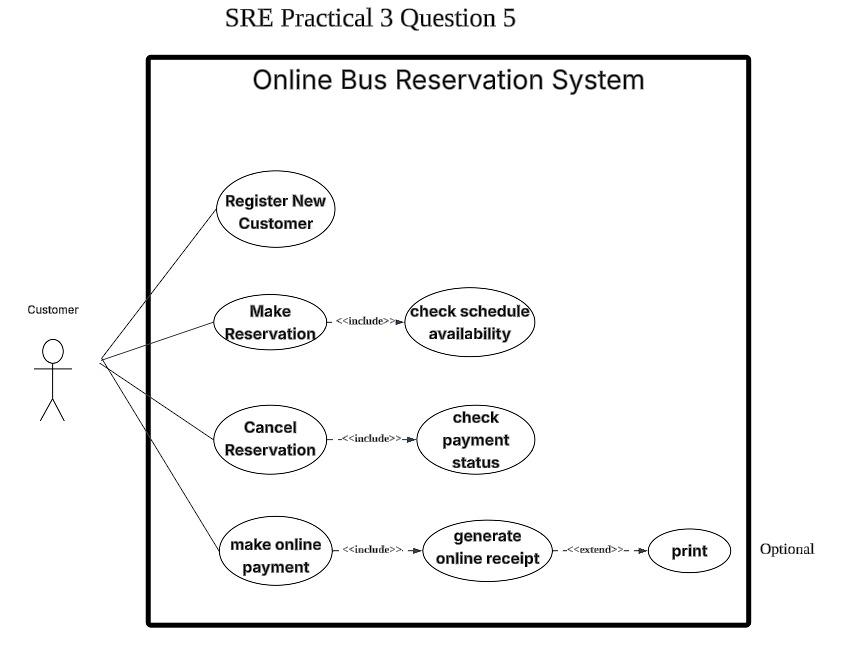 SRE Practical 3 Question 5
Online Bus Reservation System
Register New
Customer
Customer
Make
Reservation
<<include>>
check schedule
availability
Cancel
Reservation
<<include>>
check
payment
status
make online
payment
<<include>>
generate
online receipt
<<extend>>
print
Optional